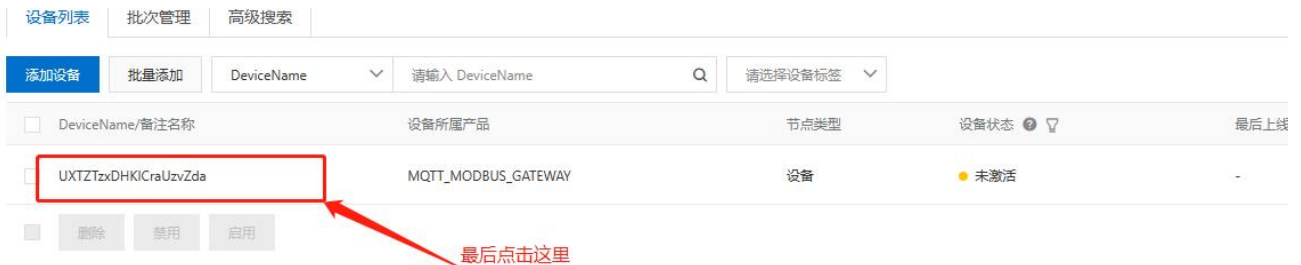 设备列表 批次管理 高级搜索
添加设备 批量添加 DeviceName 请输入 DeviceName 请选择设备标签
DeviceName/备注名称 设备所属产品 节点类型 设备状态 最后上线
UXTZTzxDHKICraUzvZda MQTT_MODBUS_GATEWAY 设备 未激活 -
删除 禁用 启用
最后点击这里